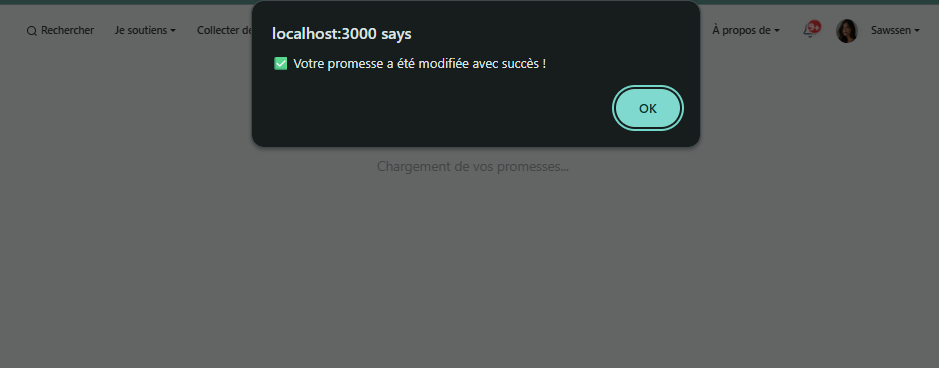 localhost:3000 says
✅ Votre promesse a été modifiée avec succès !
OK
Rechercher
Je soutiens
Collecter de
À propos de
9+
Sawssen
Chargement de vos promesses...